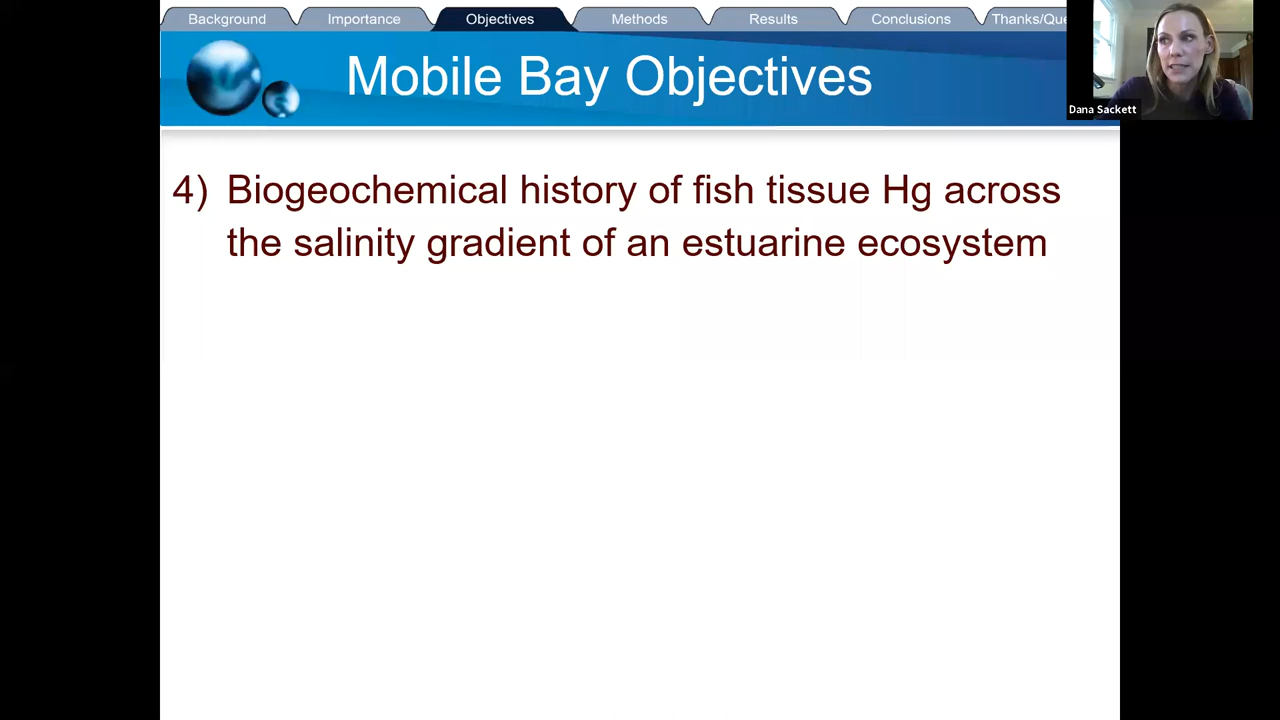 Background Importance Objectives Methods Results Conclusions Thanks/Que
Mobile Bay Objectives
Dana Sackett
4) Biogeochemical history of fish tissue Hg across
the salinity gradient of an estuarine ecosystem